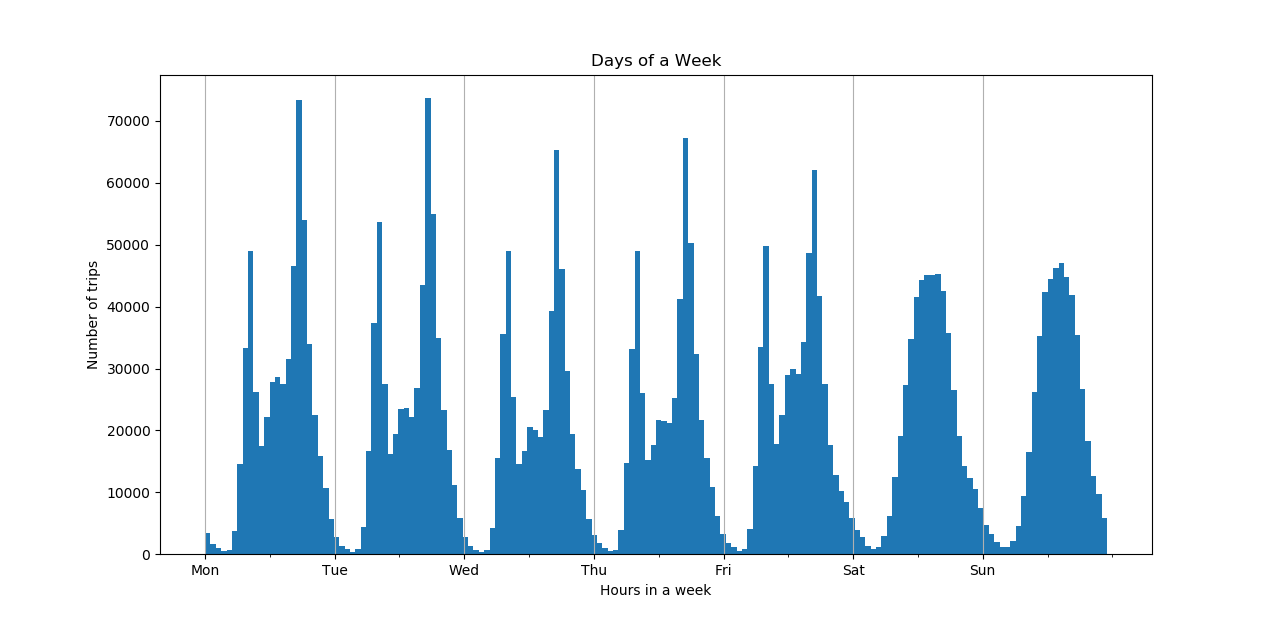 Days of a Week
70000
60000
50000
40000
30000
20000
10000
0
Number of trips
Mon Tue Wed Thu Fri Sat Sun
Hours in a week